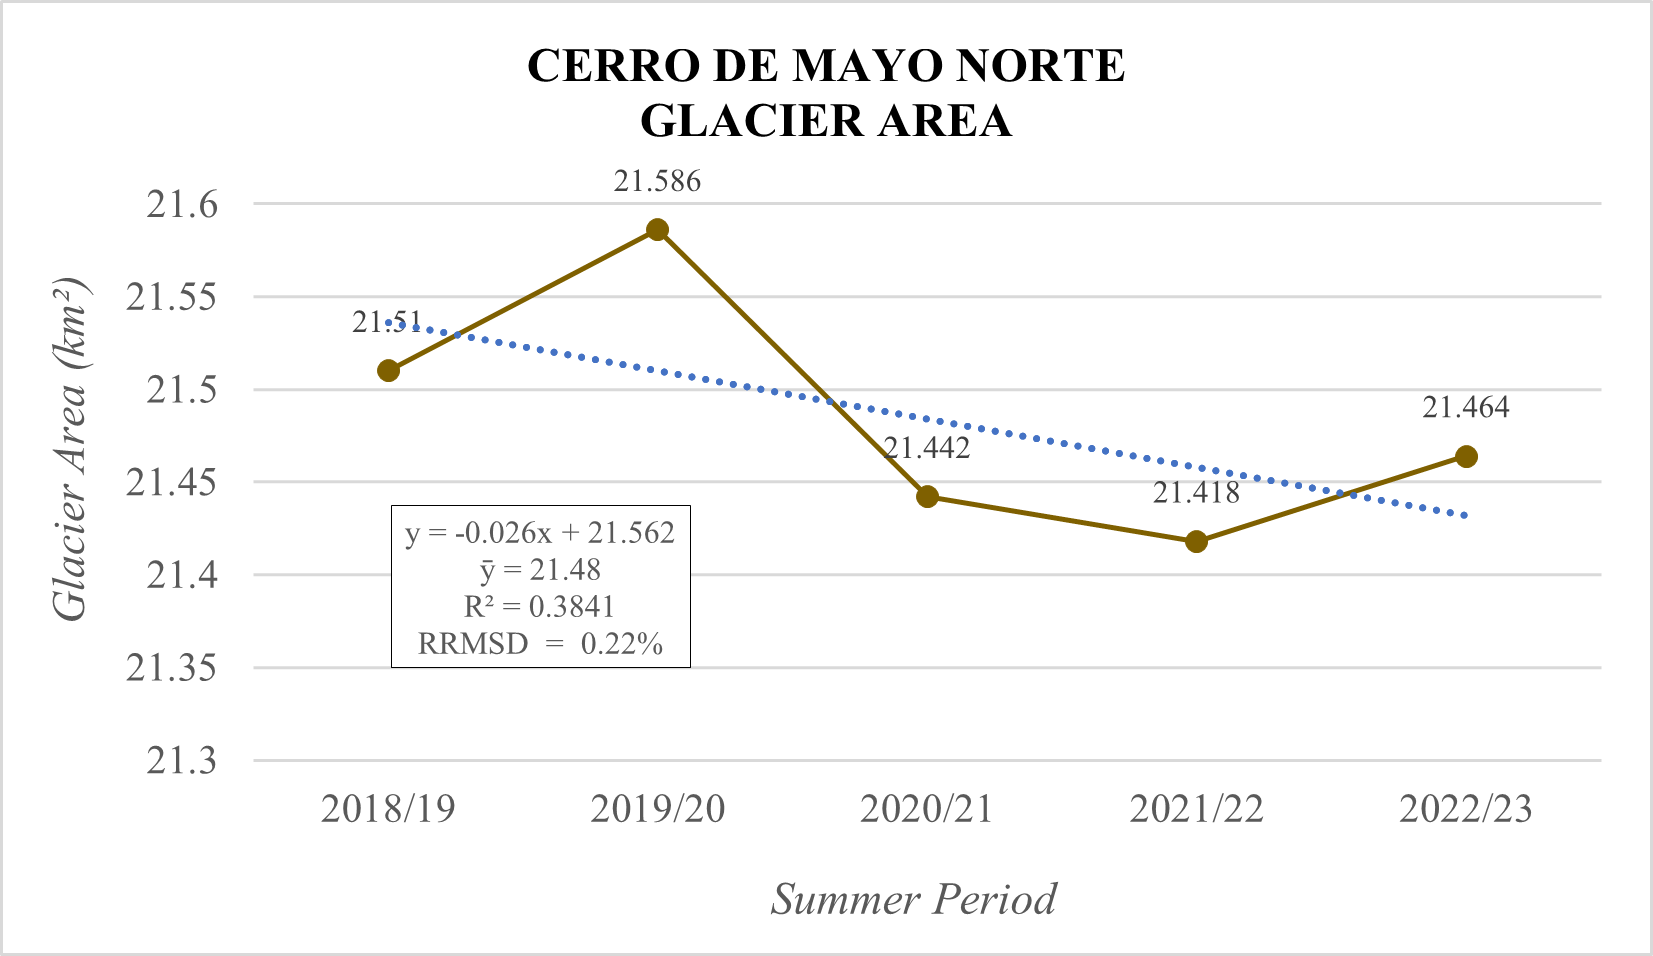 CERRO DE MAYO NORTE
GLACIER AREA
Glacier Area (km²)
21.6
21.55
21.5
21.45
21.4
21.35
21.3
21.51
21.586
21.442
21.418
21.464
y = -0.026x + 21.562
ȳ = 21.48
R² = 0.3841
RRMSD = 0.22%
2018/19 2019/20 2020/21 2021/22 2022/23
Summer Period